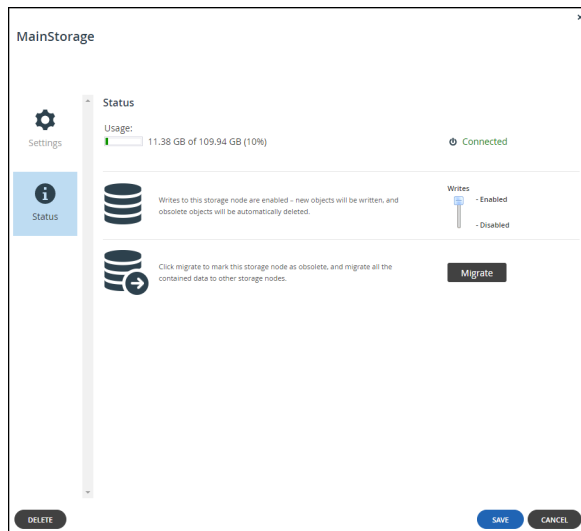 MainStorage
Settings
Status
Status
Usage:
11.38 GB of 109.94 GB (10%)
Connected
Writes to this storage node are enabled – new objects will be written, and
obsolete objects will be automatically deleted.
Writes
- Enabled
- Disabled
Click migrate to mark this storage node as obsolete, and migrate all the
contained data to other storage nodes.
Migrate
DELETE
SAVE
CANCEL